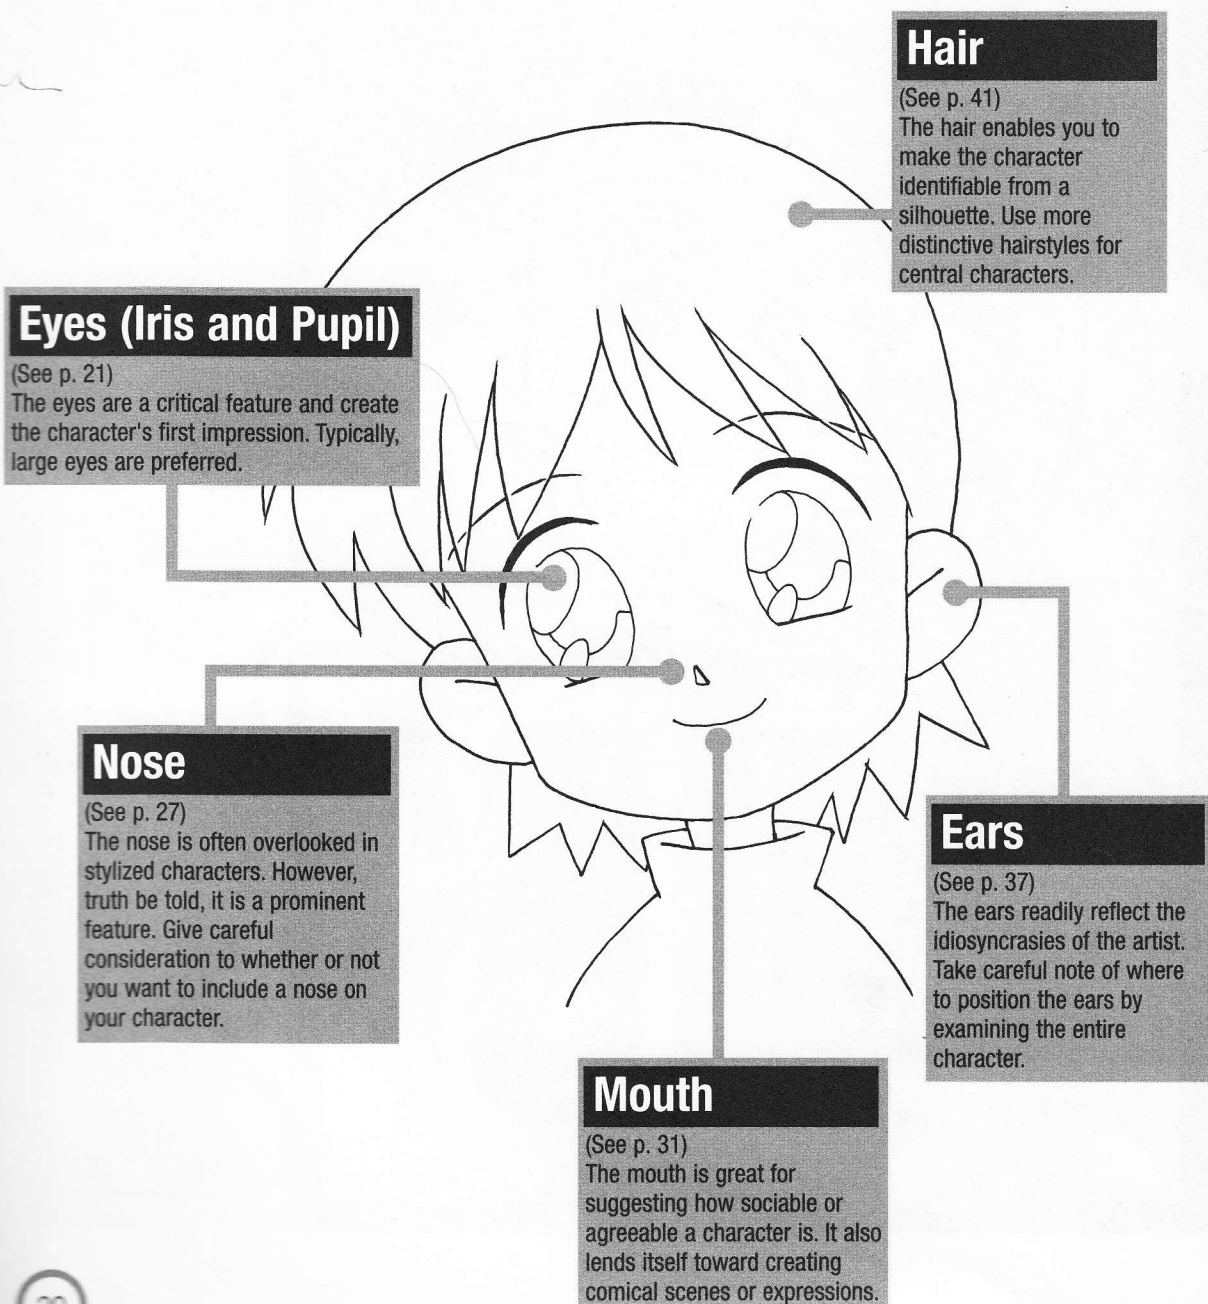 Hair
(See p. 41)
The hair enables you to
make the character
identifiable from a
silhouette. Use more
distinctive hairstyles for
central characters.
Eyes (Iris and Pupil)
(See p. 21)
The eyes are a critical feature and create
the character's first impression. Typically,
large eyes are preferred.
Nose
(See p. 27)
The nose is often overlooked in
stylized characters. However,
truth be told, it is a prominent
feature. Give careful
consideration to whether or not
you want to include a nose on
your character.
Ears
(See p. 37)
The ears readily reflect the
idiosyncrasies of the artist.
Take careful note of where
to position the ears by
examining the entire
character.
Mouth
(See p. 31)
The mouth is great for
suggesting how sociable or
agreeable a character is. It also
lends itself toward creating
comical scenes or expressions.